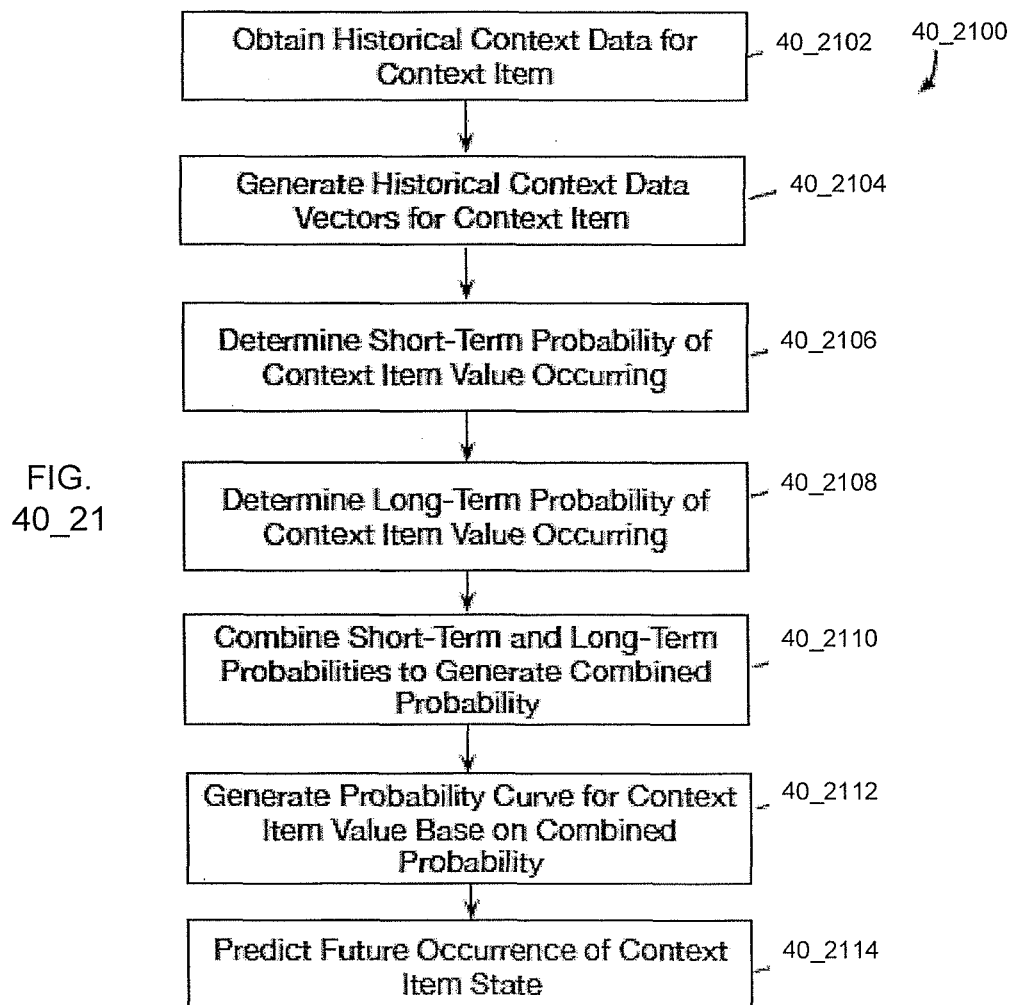 Obtain Historical Context Data for
Context Item
40_2102
40_2100
Generate Historical Context Data
Vectors for Context Item
40_2104
Determine Short-Term Probability of
Context Item Value Occurring
40_2106
FIG.
40_21
Determine Long-Term Probability of
Context Item Value Occurring
40_2108
Combine Short-Term and Long-Term
Probabilities to Generate Combined
Probability
40_2110
Generate Probability Curve for Context
Item Value Base on Combined
Probability
40_2112
Predict Future Occurrence of Context
Item State
40_2114